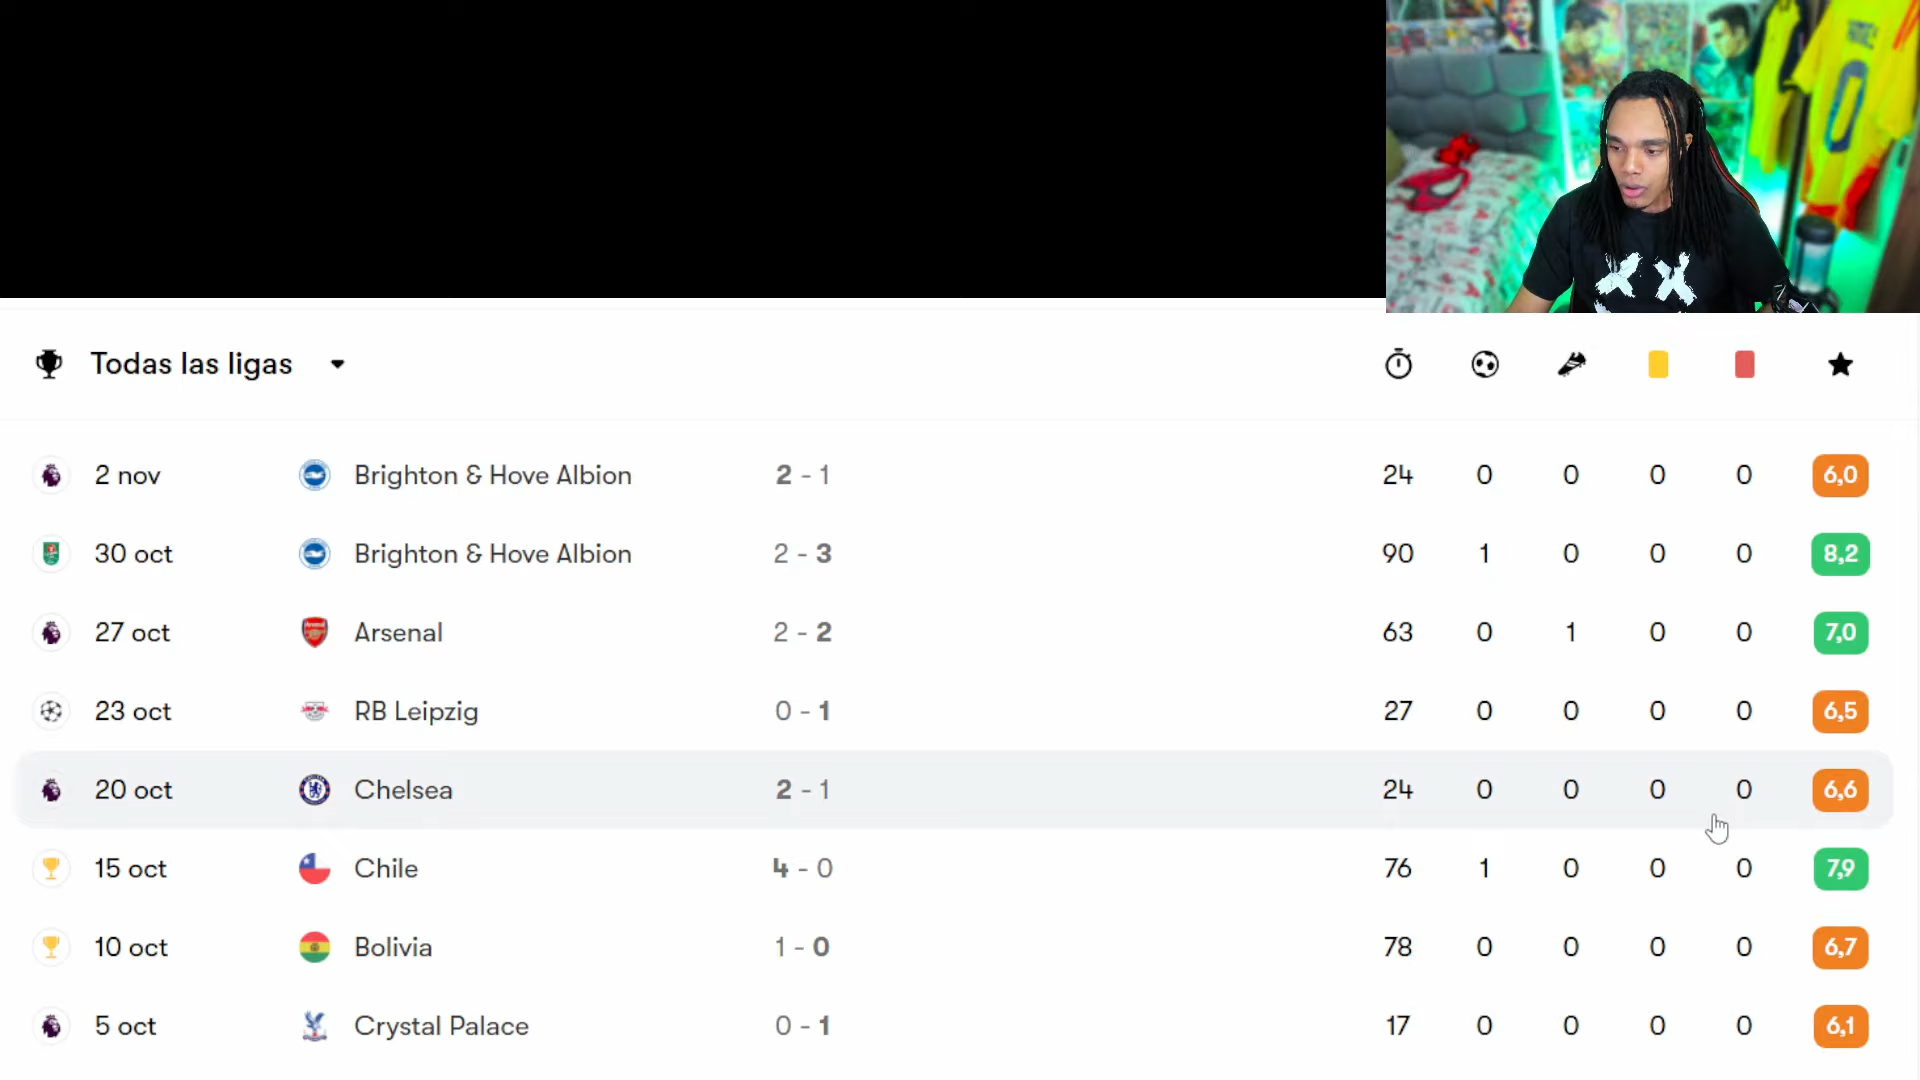 Todas las ligas
2 nov Brighton & Hove Albion 2 - 1 24 0 0 0 0 6,0
30 oct Brighton & Hove Albion 2 - 3 90 1 0 0 0 8,2
27 oct Arsenal 2 - 2 63 0 1 0 0 7,0
23 oct RB Leipzig 0 - 1 27 0 0 0 0 6,5
20 oct Chelsea 2 - 1 24 0 0 0 0 6,6
15 oct Chile 4 - 0 76 1 0 0 0 7,9
10 oct Bolivia 1 - 0 78 0 0 0 0 6,7
5 oct Crystal Palace 0 - 1 17 0 0 0 0 6,1